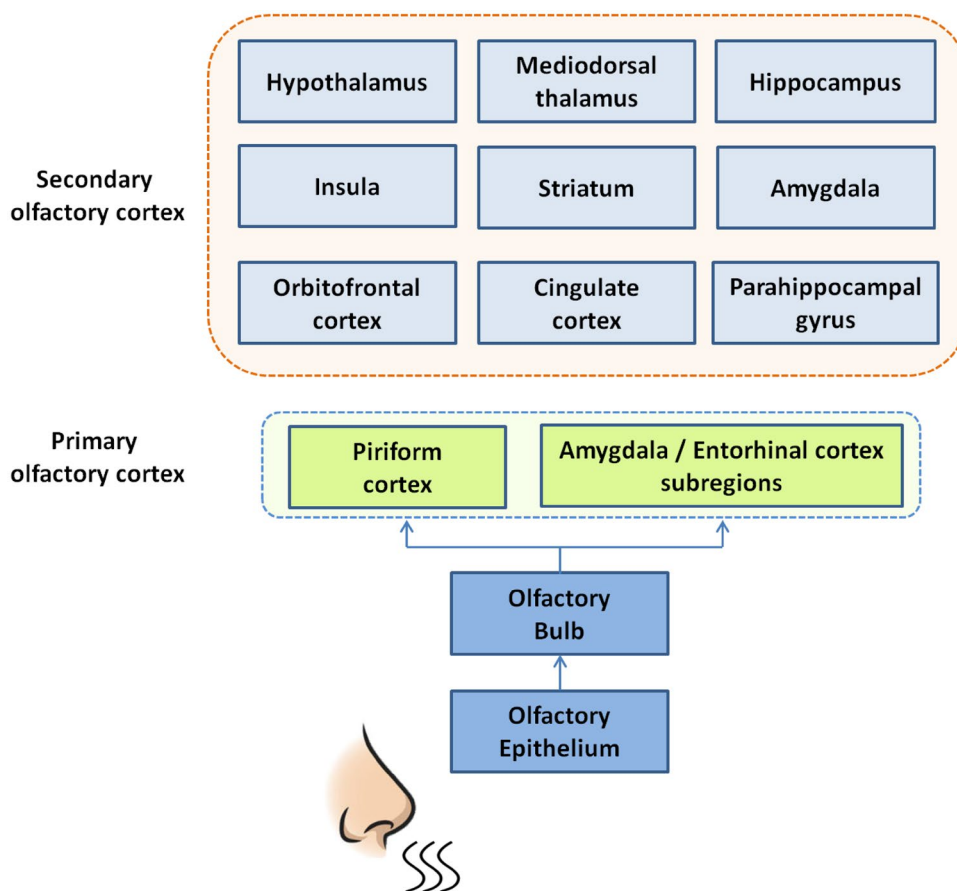 Hypothalamus
Mediodorsal
thalamus
Hippocampus
Secondary
olfactory cortex
Insula
Striatum
Amygdala
Orbitofrontal
cortex
Cingulate
cortex
Parahippocampal
gyrus
Primary
olfactory cortex
Piriform
cortex
Amygdala / Entorhinal cortex
subregions
Olfactory
Bulb
Olfactory
Epithelium